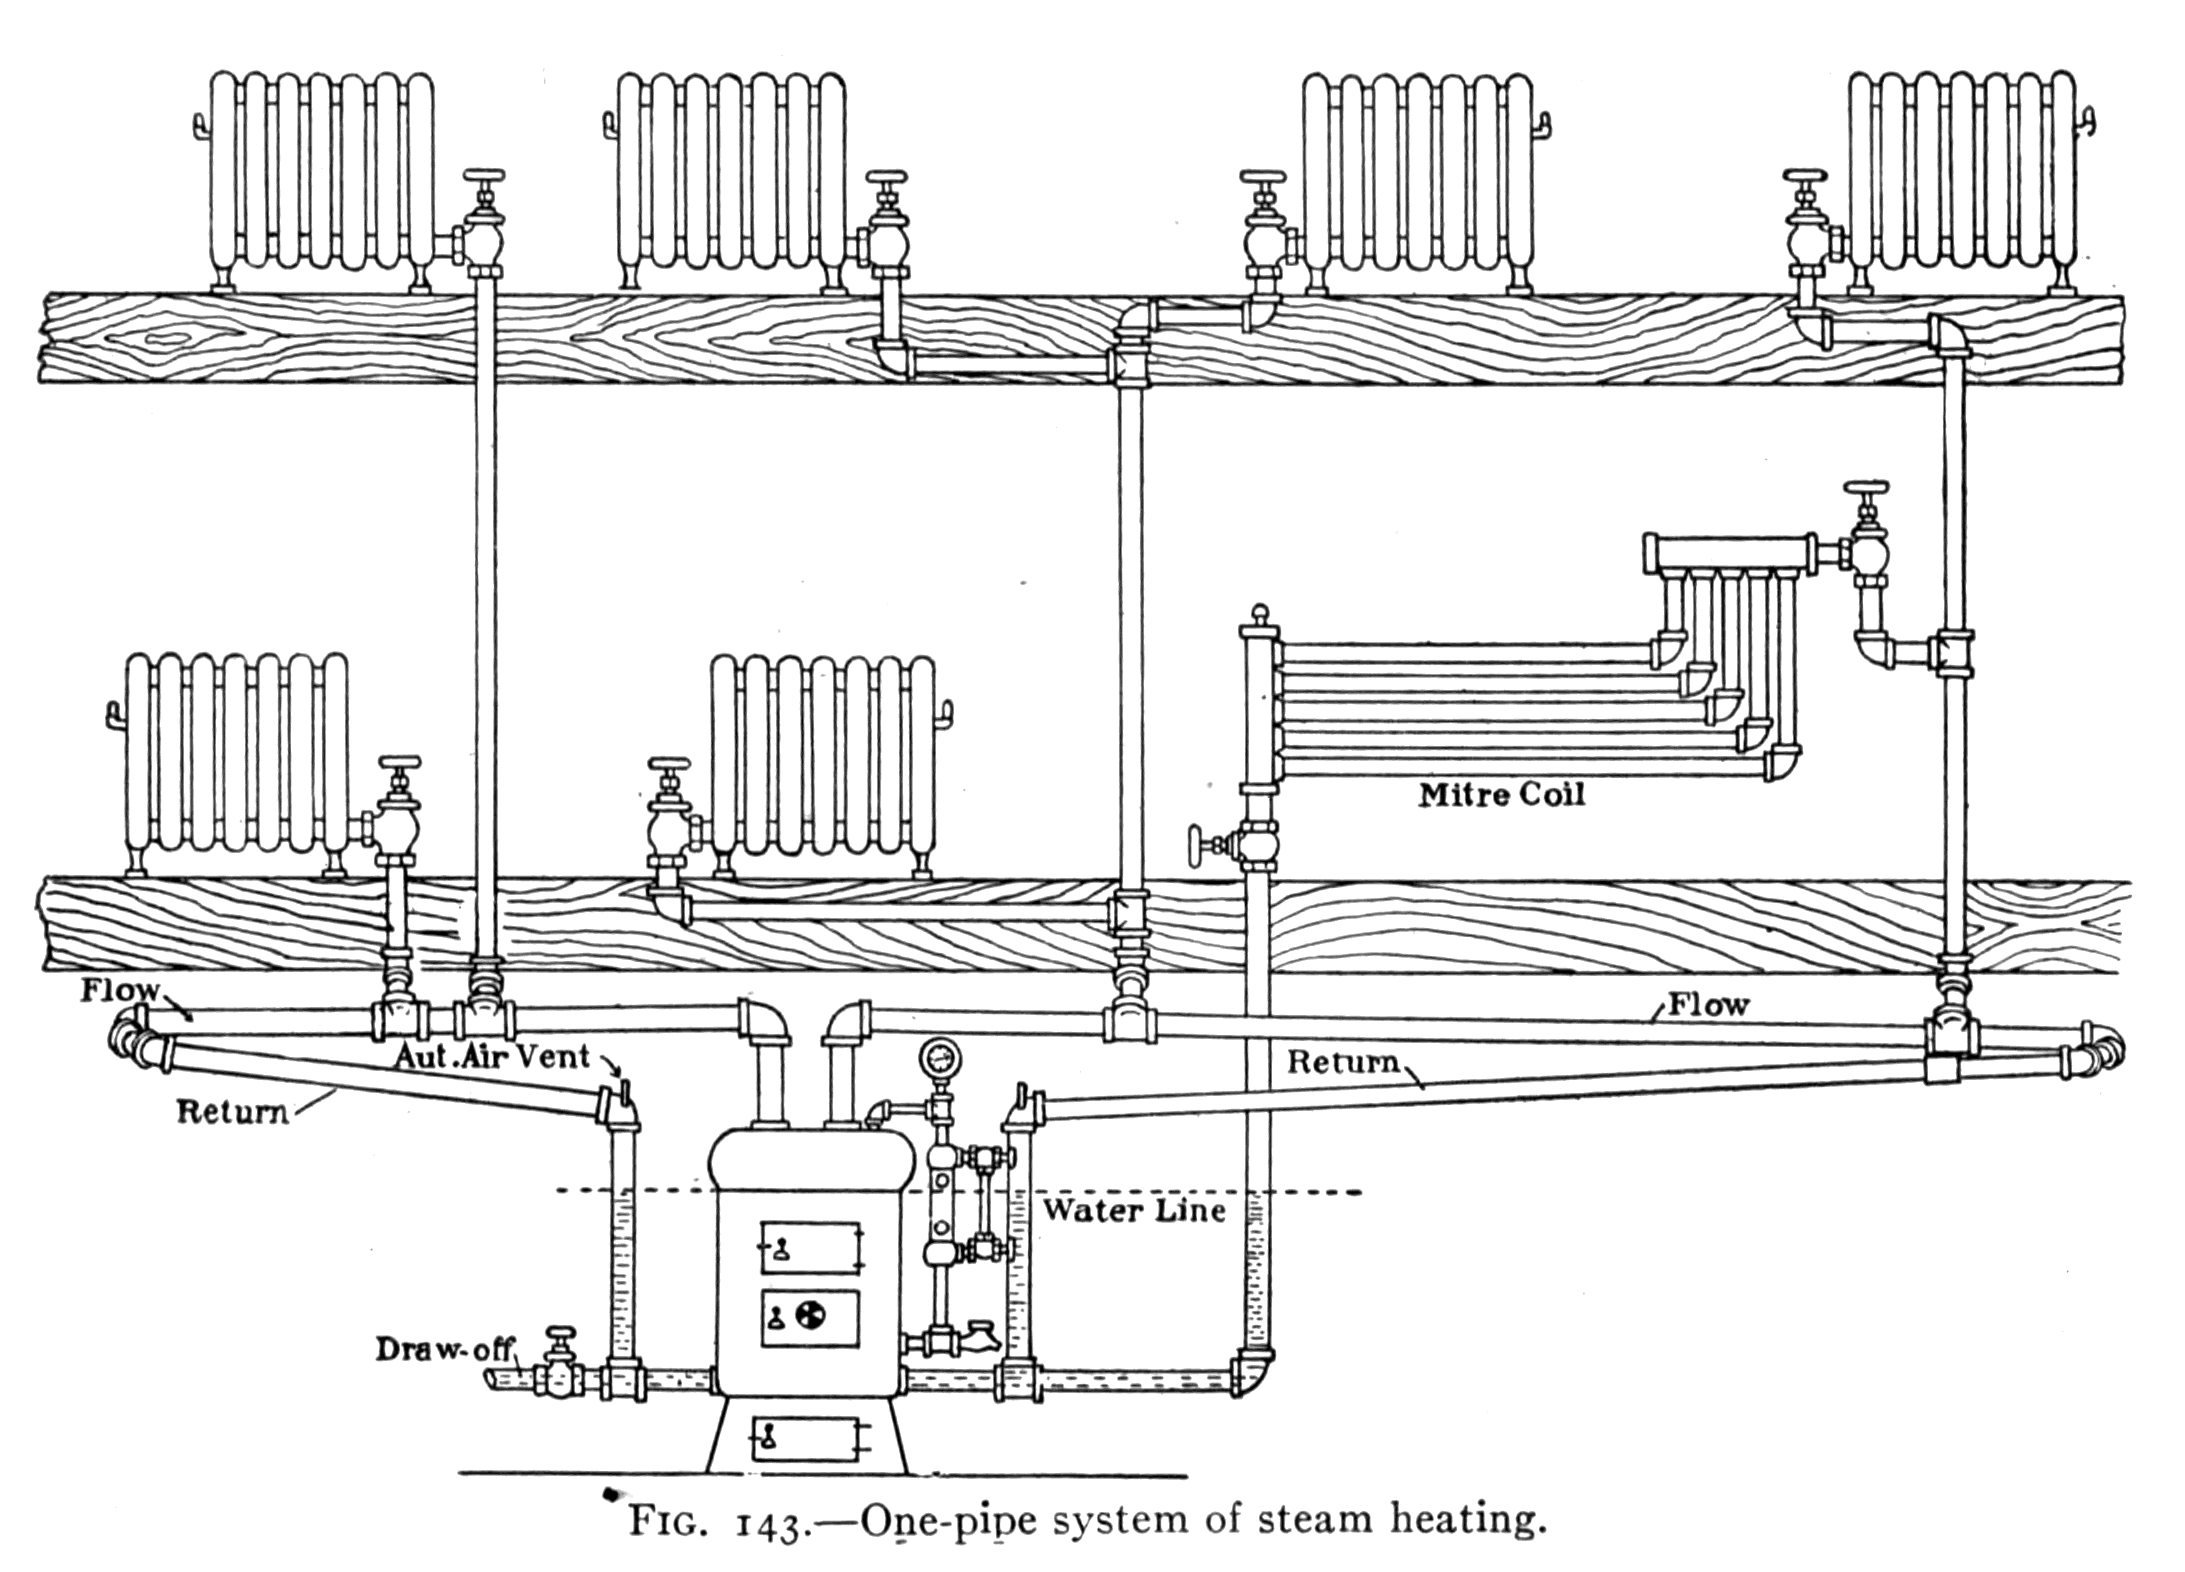 Mitre Coil
Flow
Flow
Aut. Air Vent
Return
Return
Water Line
Draw-off
FIG. 143.—One-pipe system of steam heating.